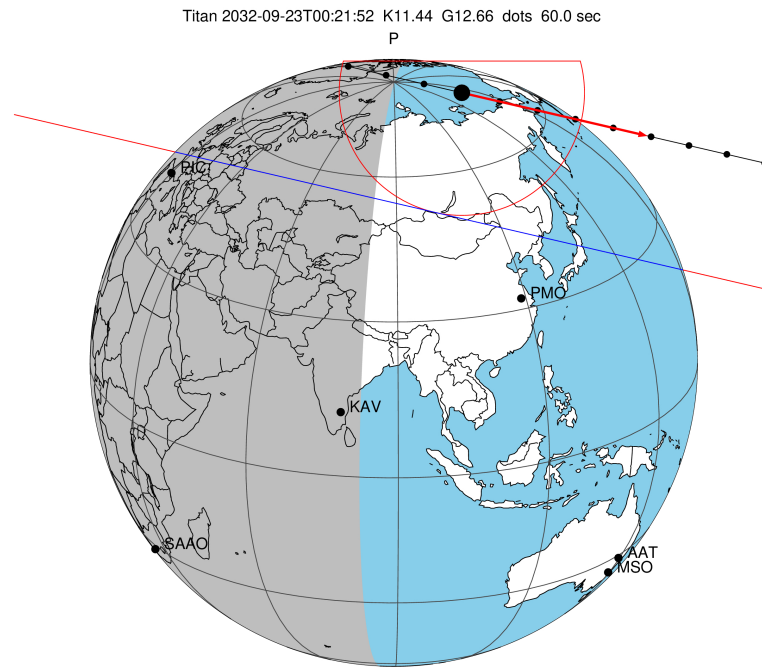 Titan 2032-09-23T00:21:52 K11.44 G12.66 dots 60.0 sec
P
PIC
PMO
KAV
SAAO
AAT
MSO